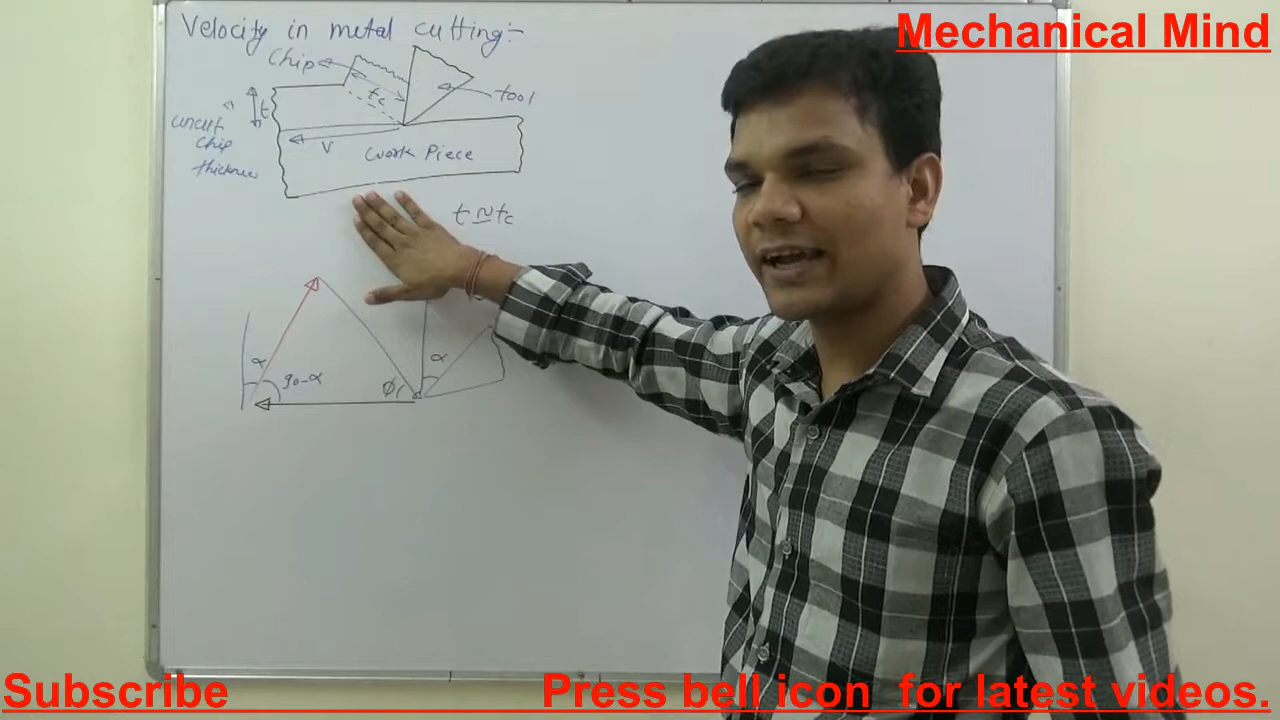 Mechanical Mind
Velocity in metal cutting:-
Chip
tc
tool
t
uncut
chip
thickness
V
Work Piece
t ≃ tc
α
90-α
φ
α
Subscribe
Press bell icon for latest videos.